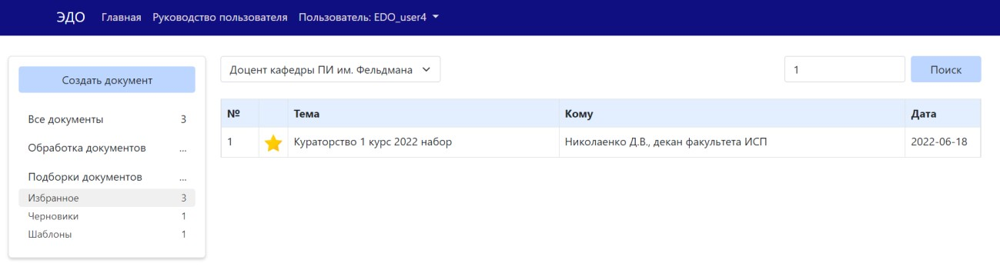 ЭДО Главная Руководство пользователя Пользователь: EDO_user4
Создать документ
Все документы 3
Обработка документов ...
Подборки документов ...
Избранное 3
Черновики 1
Шаблоны 1
Доцент кафедры ПИ им. Фельдмана 1 Поиск
№ Тема Кому Дата
1 Кураторство 1 курс 2022 набор Николаенко Д.В., декан факультета ИСП 2022-06-18